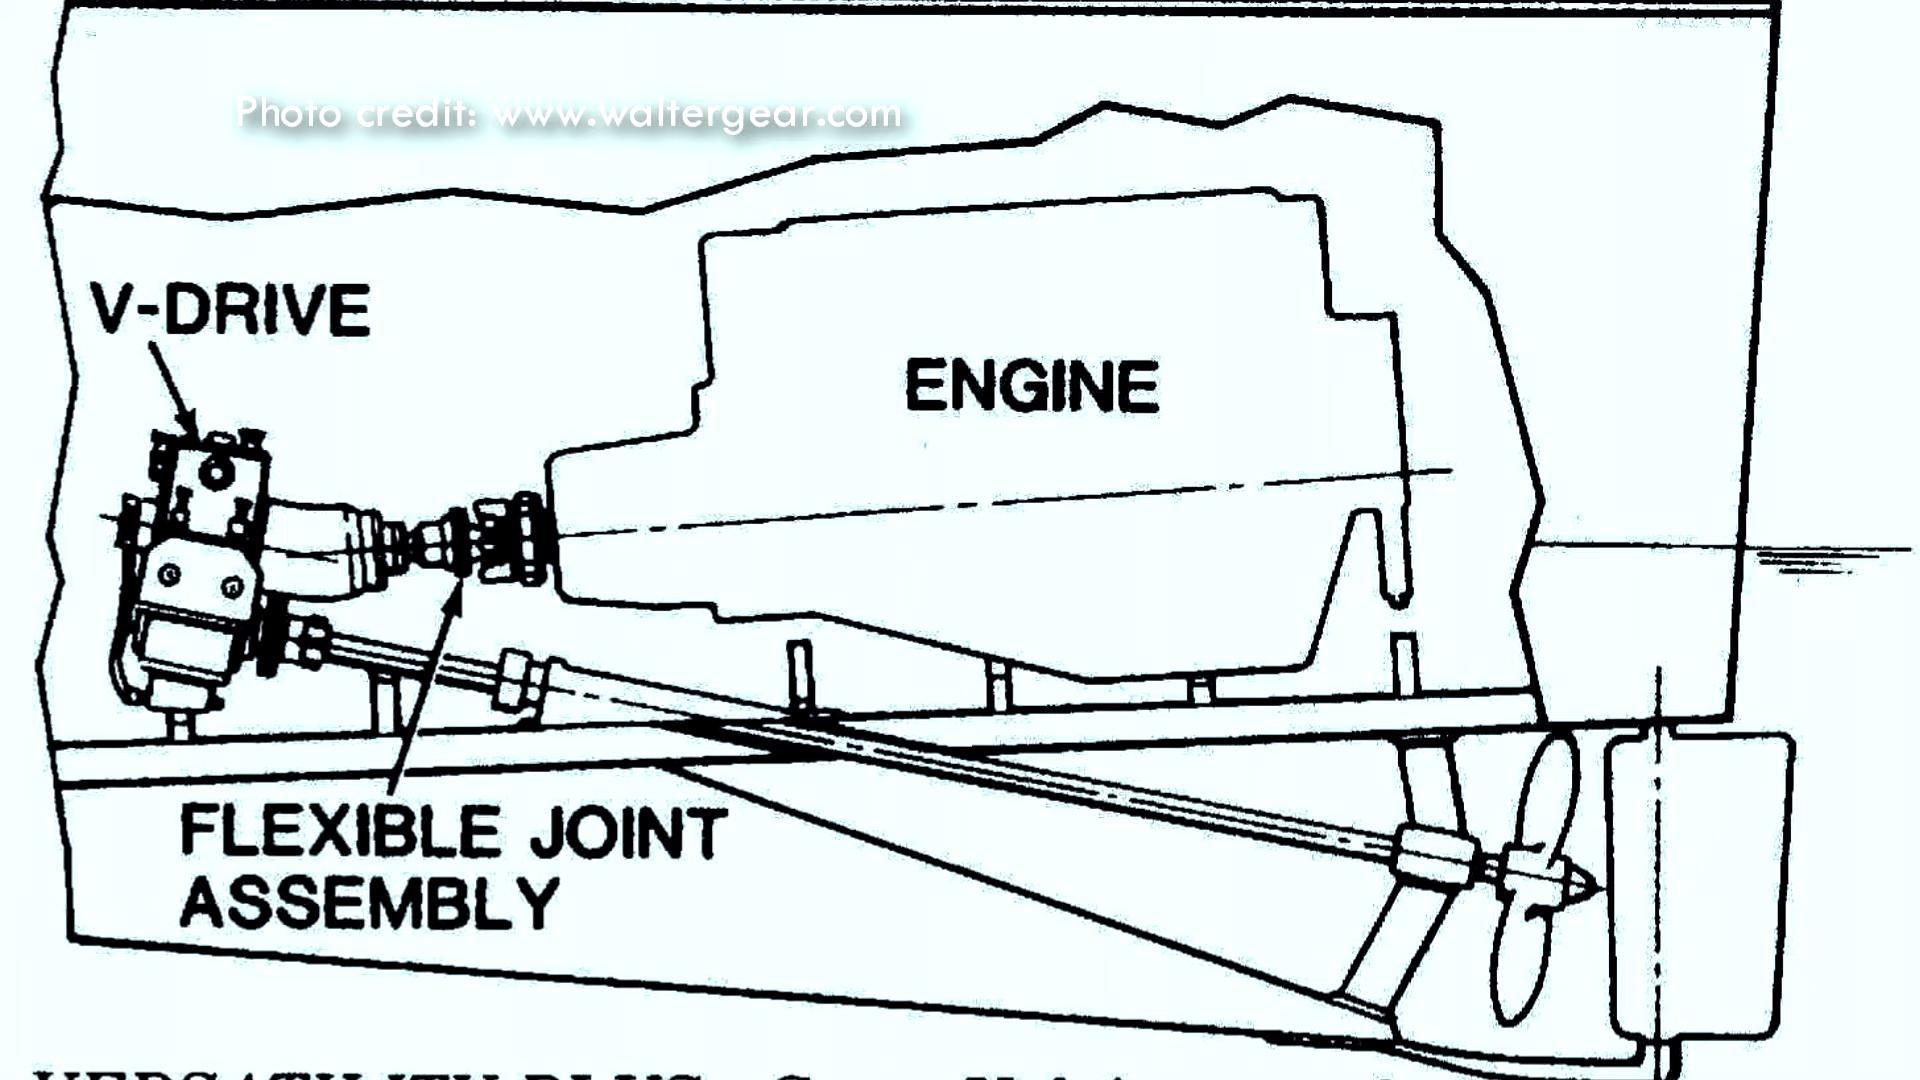 Photo credit: www.waltergear.com
V-DRIVE
ENGINE
FLEXIBLE JOINT
ASSEMBLY